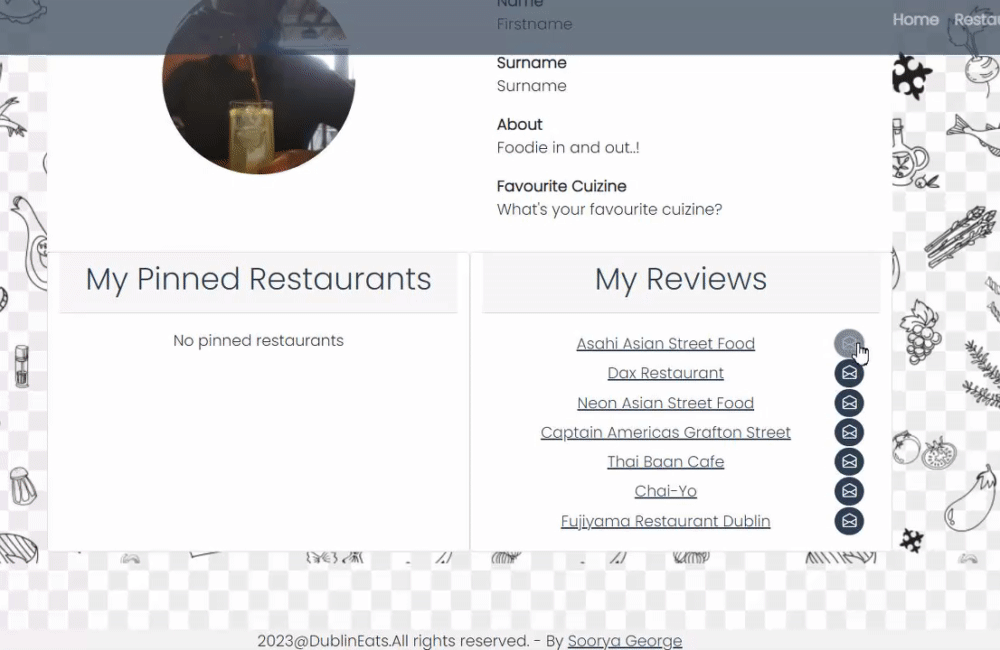 Name
Home Restau
Firstname
Surname
Surname
About
Foodie in and out..!
Favourite Cuizine
What's your favourite cuizine?
My Pinned Restaurants
No pinned restaurants
My Reviews
Asahi Asian Street Food
Dax Restaurant
Neon Asian Street Food
Captain Americas Grafton Street
Thai Baan Cafe
Chai-Yo
Fujiyama Restaurant Dublin
2023@DublinEats.All rights reserved. - By Soorya George